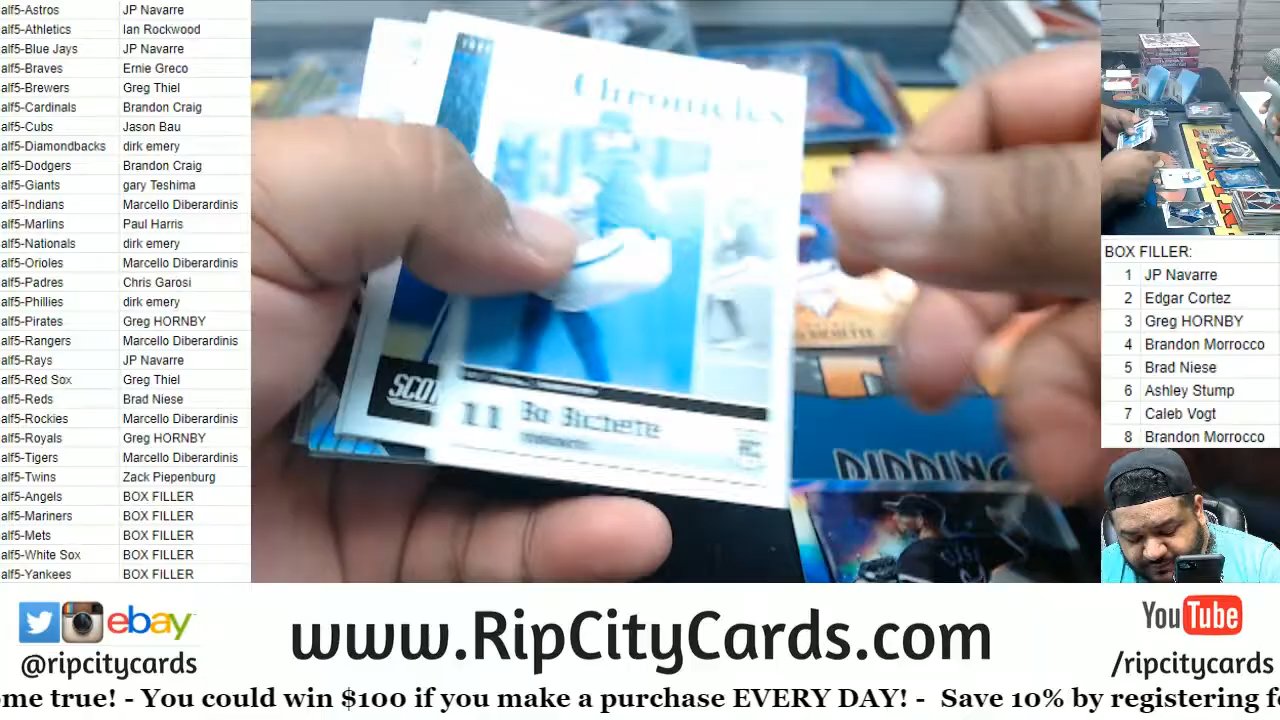 alf5-Astros JP Navarre
alf5-Athletics Ian Rockwood
alf5-Blue Jays JP Navarre
alf5-Braves Ernie Greco
alf5-Brewers Greg Thiel
alf5-Cardinals Brandon Craig
alf5-Cubs Jason Bau
alf5-Diamondbacks dirk emery
alf5-Dodgers Brandon Craig
alf5-Giants gary Teshima
alf5-Indians Marcello Diberardinis
alf5-Marlins Paul Harris
alf5-Nationals dirk emery
alf5-Orioles Marcello Diberardinis
alf5-Padres Chris Garosi
alf5-Phillies dirk emery
alf5-Pirates Greg HORNBY
alf5-Rangers Marcello Diberardinis
alf5-Rays JP Navarre
alf5-Red Sox Greg Thiel
alf5-Reds Brad Niese
alf5-Rockies Marcello Diberardinis
alf5-Royals Greg HORNBY
alf5-Tigers Marcello Diberardinis
alf5-Twins Zack Piepenburg
alf5-Angels BOX FILLER
alf5-Mariners BOX FILLER
alf5-Mets BOX FILLER
alf5-White Sox BOX FILLER
alf5-Yankees BOX FILLER
Chronicles
SCO
11 Bo Bichette
BOX FILLER:
1 JP Navarre
2 Edgar Cortez
3 Greg HORNBY
4 Brandon Morrocco
5 Brad Niese
6 Ashley Stump
7 Caleb Vogt
8 Brandon Morrocco
ebay
@ripcitycards
www.RipCityCards.com
YouTube
/ripcitycards
ome true! - You could win $100 if you make a purchase EVERY DAY! - Save 10% by registering fo